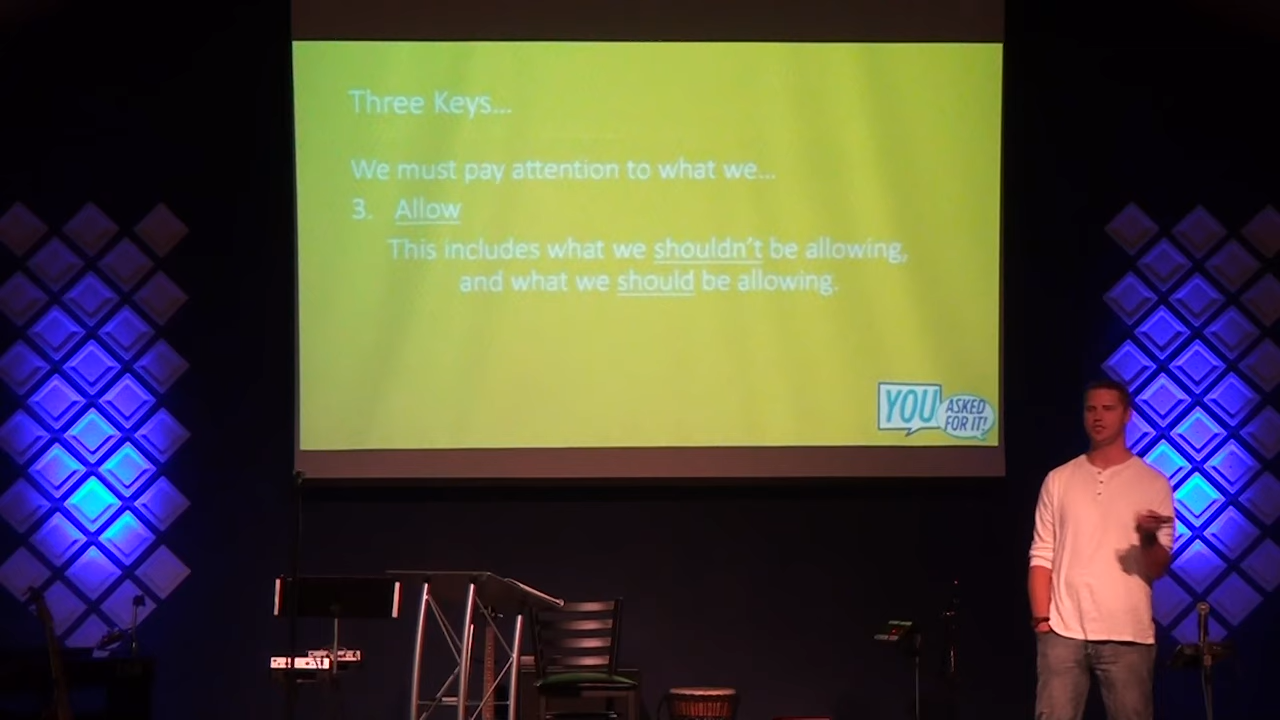 Three Keys...
We must pay attention to what we...
3. Allow
This includes what we shouldn't be allowing,
and what we should be allowing.
YOU
ASKED
FOR IT!